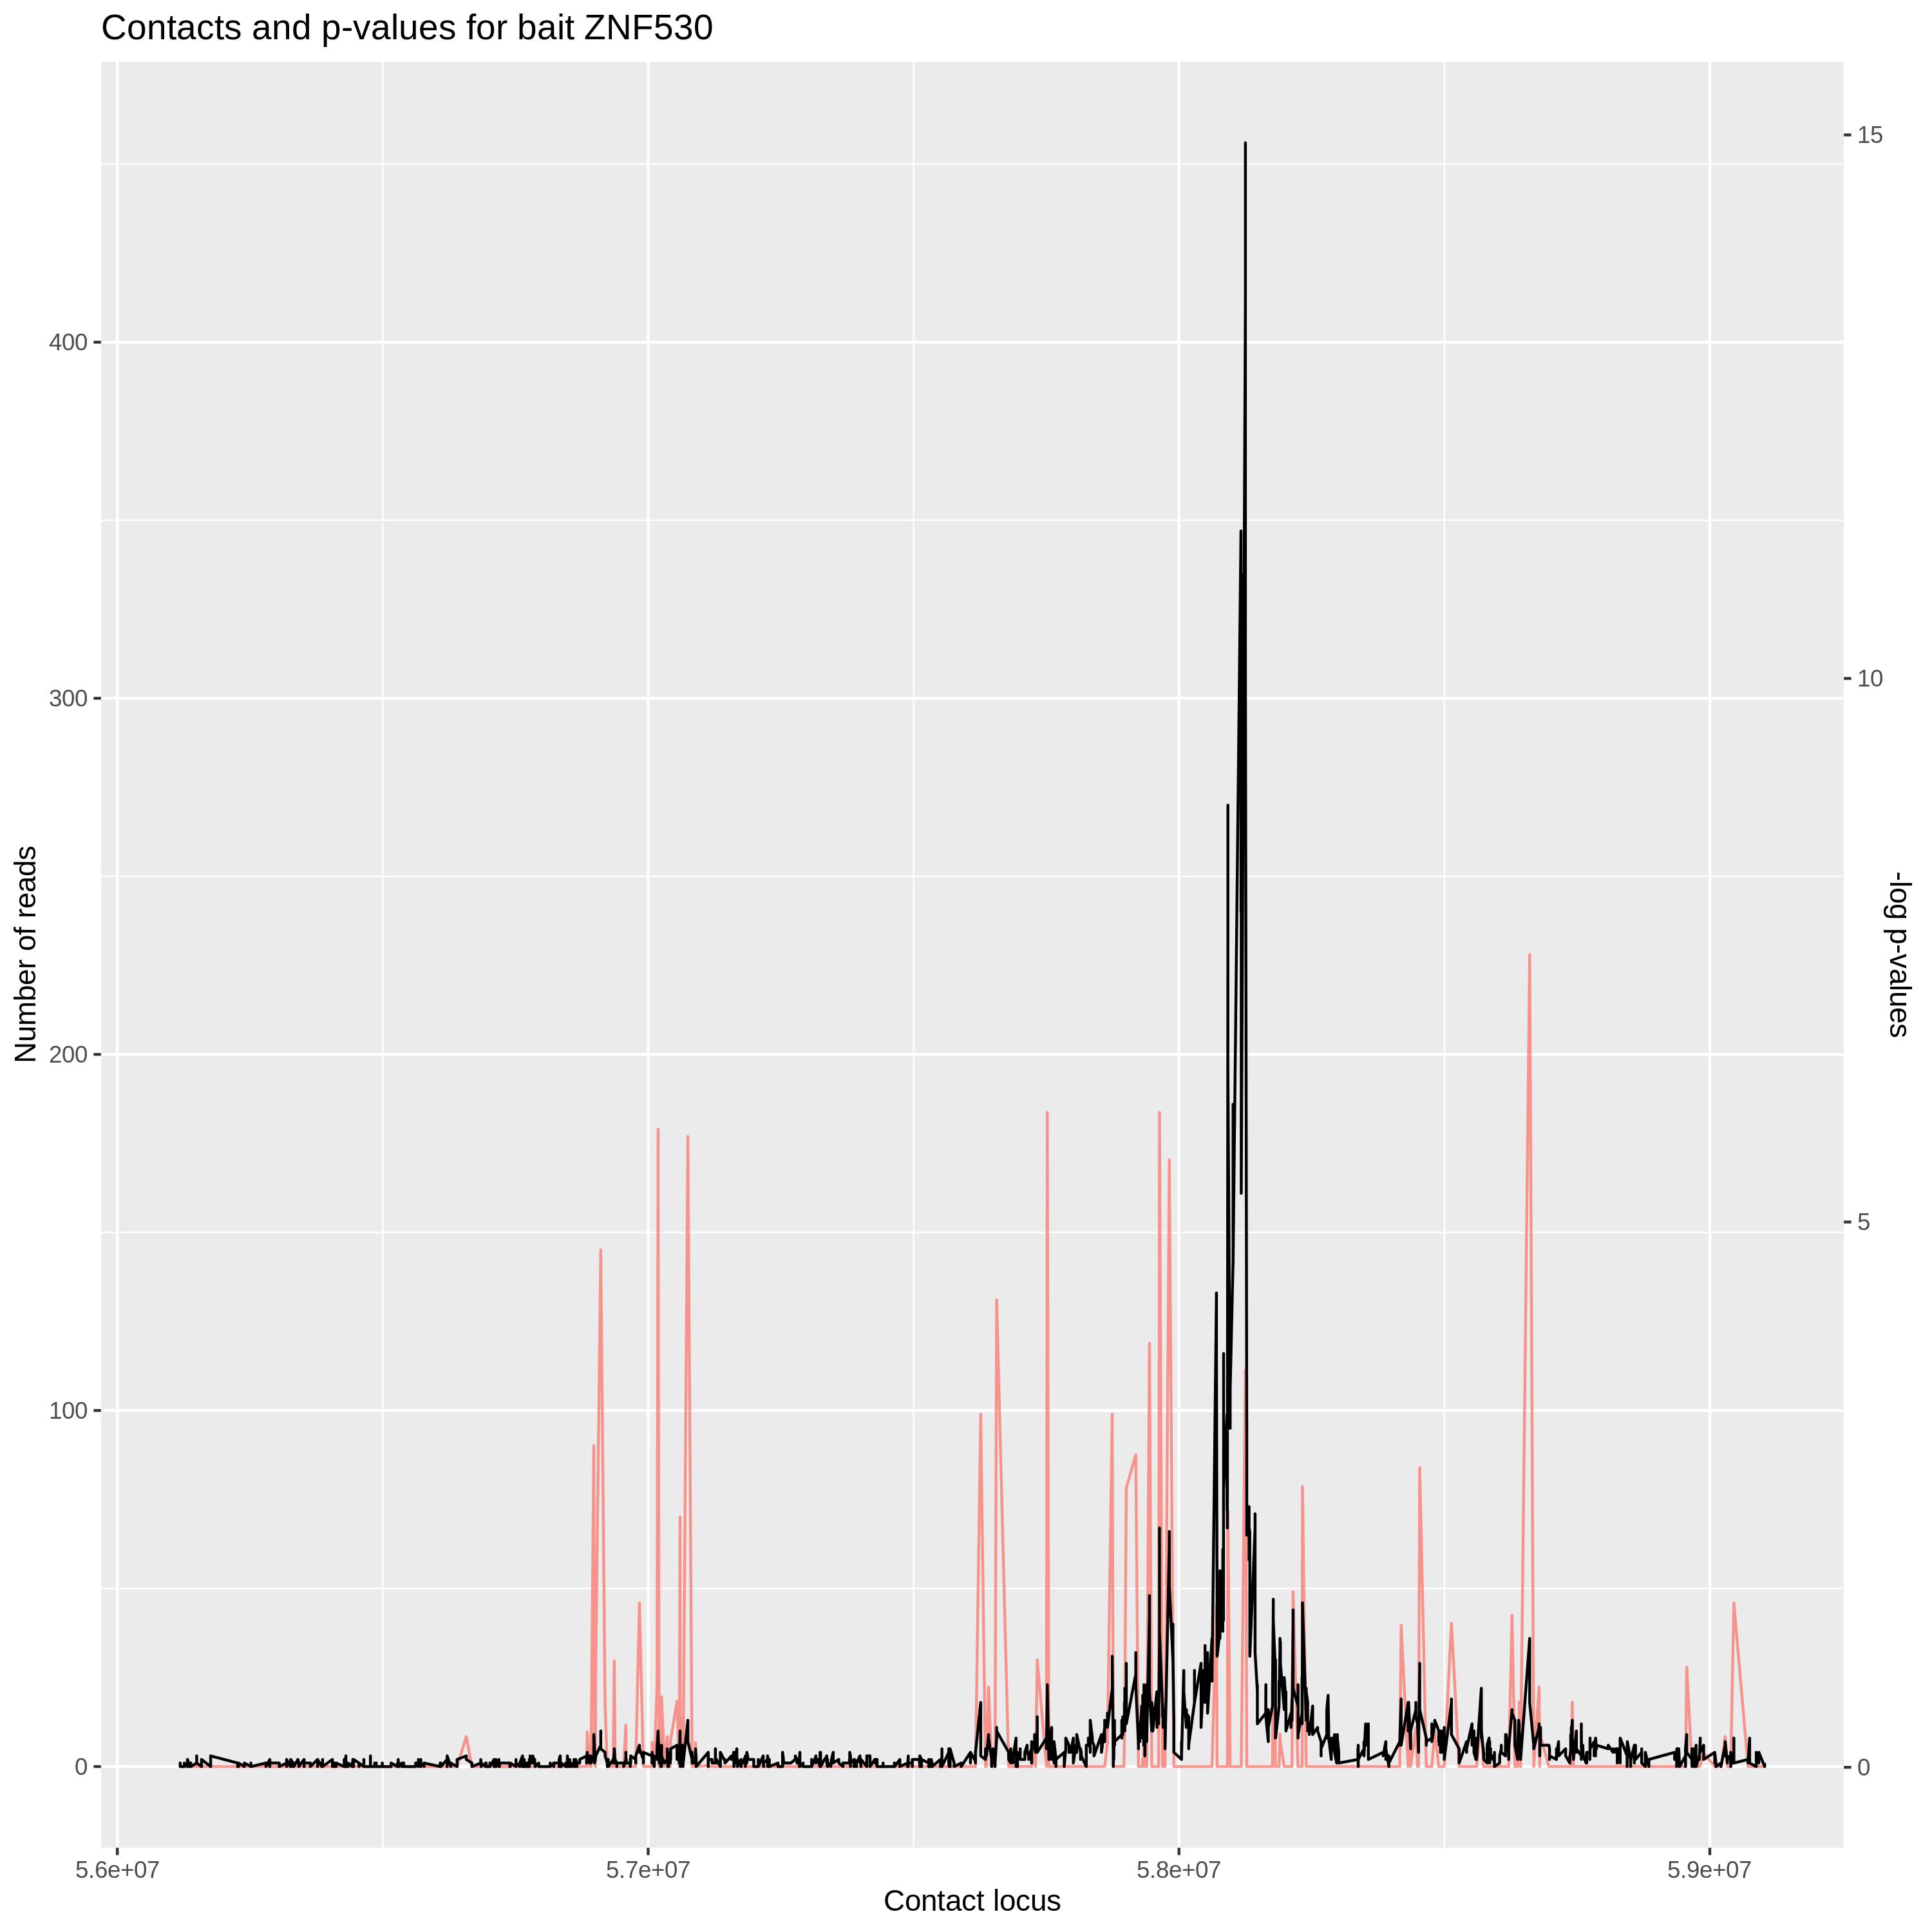 Contacts and p-values for bait ZNF530
Number of reads
400
300
200
100
0
15
10
5
0
-log p-values
5.6e+07
5.7e+07
5.8e+07
5.9e+07
Contact locus